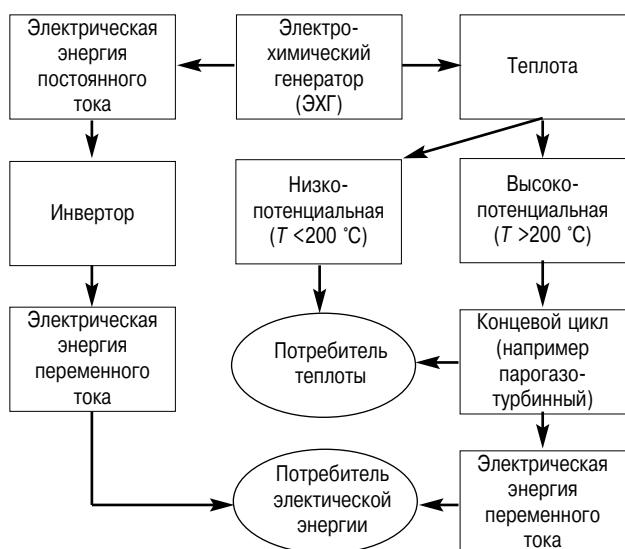 Электрическая
энергия
постоянного
тока
Электро-
химический
генератор
(ЭХГ)
Теплота
Инвертор
Низко-
потенциальная
(T <200 °C)
Высоко-
потенциальная
(T >200 °C)
Электрическая
энергия
переменного
тока
Потребитель
теплоты
Концевой цикл
(например
парогазо-
турбинный)
Потребитель
электической
энергии
Электрическая
энергия
переменного
тока